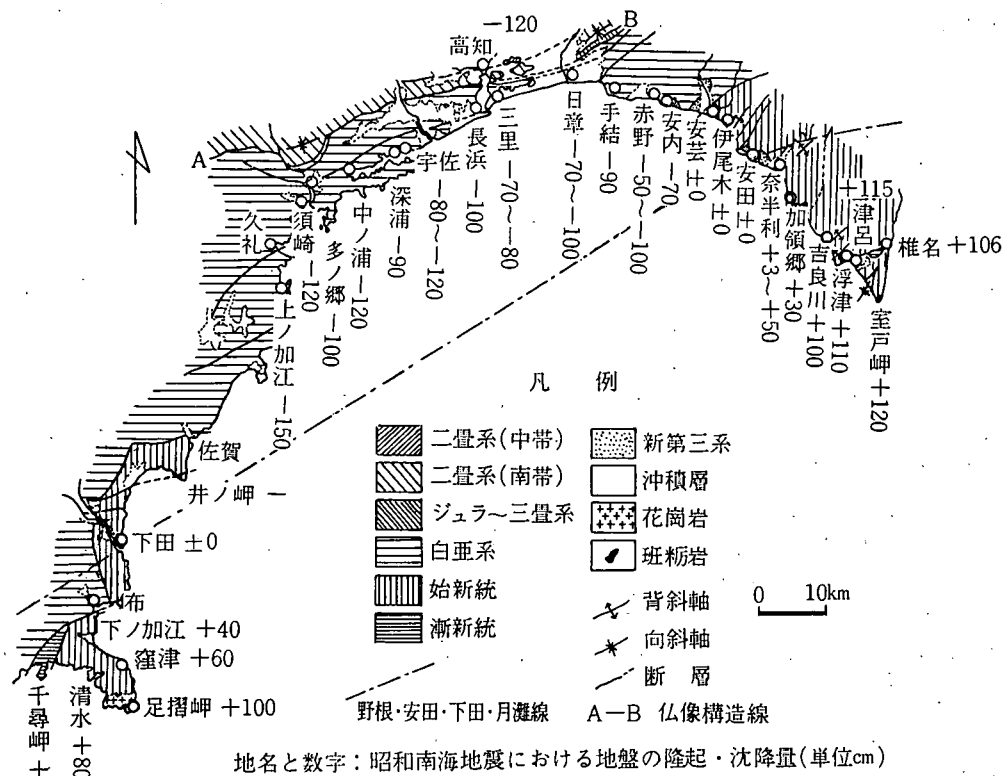 -120
高知
B
A
三里 -70～-80
長浜 -100
宇佐 -80～-120
深浦 -90
中ノ浦 -120
多ノ郷 -100
須崎 -120
久礼
上ノ加江 -150
日章 -70～-100
手結 -90
赤野 -50～-100
安内 -70
安芸 ±0
伊尾木 ±0
安田 ±0
奈半利 +3～+50
加領郷 +30
吉良川 +100
浮津 +110
+115
津呂
椎名 +106
室戸岬 +120
佐賀
井ノ岬 -
下田 ±0
布
下ノ加江 +40
窪津 +60
足摺岬 +100
清水 +80
千尋岬 +
凡 例
二畳系(中帯)
二畳系(南帯)
ジュラ～三畳系
白亜系
始新統
漸新統
新第三系
沖積層
花崗岩
班粝岩
背斜軸
向斜軸
断 層
0 10km
野根・安田・下田・月灘線 A-B 仏像構造線
地名と数字：昭和南海地震における地盤の隆起・沈降量(単位cm)